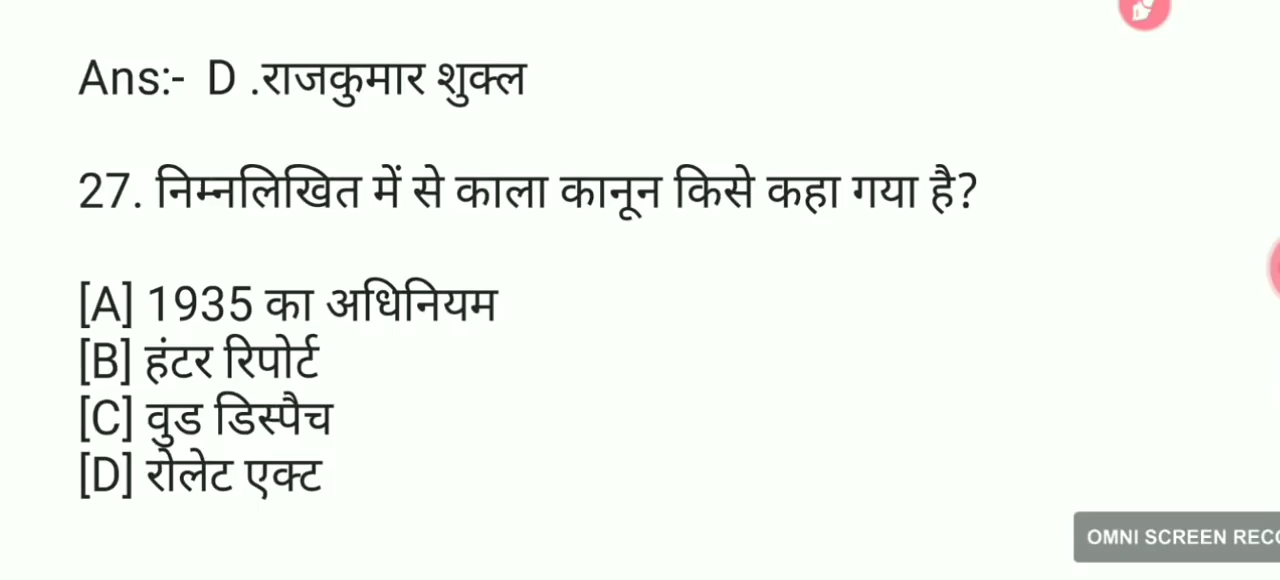 Ans:- D .राजकुमार शुक्ल
27. निम्नलिखित में से काला कानून किसे कहा गया है?
[A] 1935 का अधिनियम
[B] हंटर रिपोर्ट
[C] वुड डिस्पैच
[D] रोलेट एक्ट
OMNI SCREEN REC